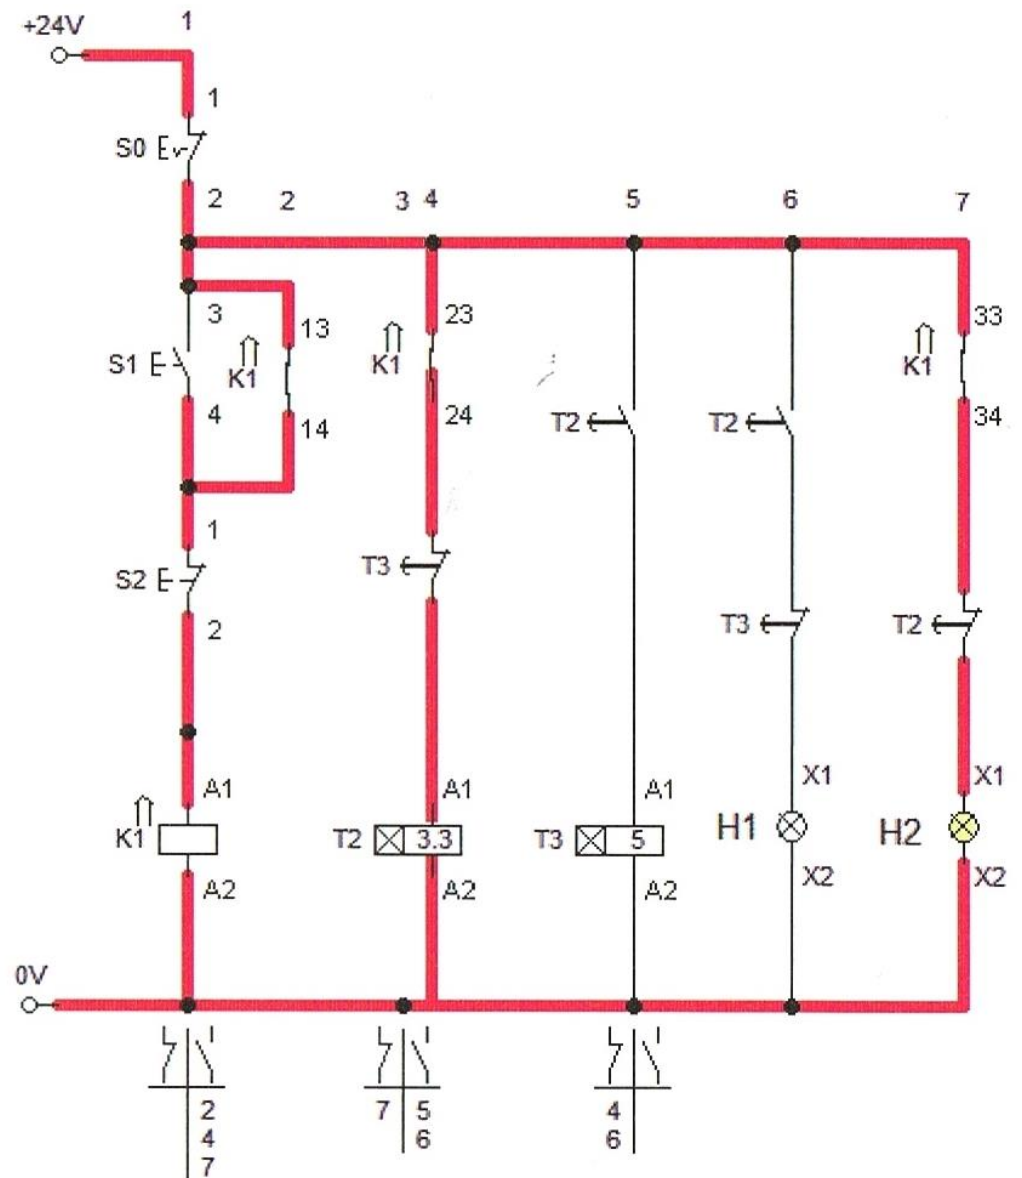 +24V 1
1
S0
2 2 3 4 5 6 7
3 13 23 33
S1 K1 K1 K1
4 14 24 T2 T2 34
1
S2 T3
2 T3 T2
A1 A1 A1 X1 X1
K1 T2 3.3 T3 5 H1 H2
A2 A2 A2 X2 X2
0V
2 7 5 4
4 6 6
7